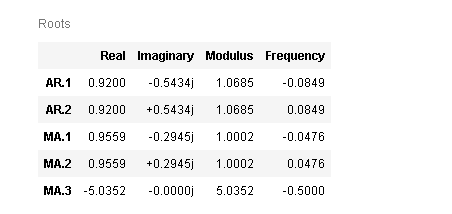 Roots
Real Imaginary Modulus Frequency
AR.1 0.9200 -0.5434j 1.0685 -0.0849
AR.2 0.9200 +0.5434j 1.0685 0.0849
MA.1 0.9559 -0.2945j 1.0002 -0.0476
MA.2 0.9559 +0.2945j 1.0002 0.0476
MA.3 -5.0352 -0.0000j 5.0352 -0.5000